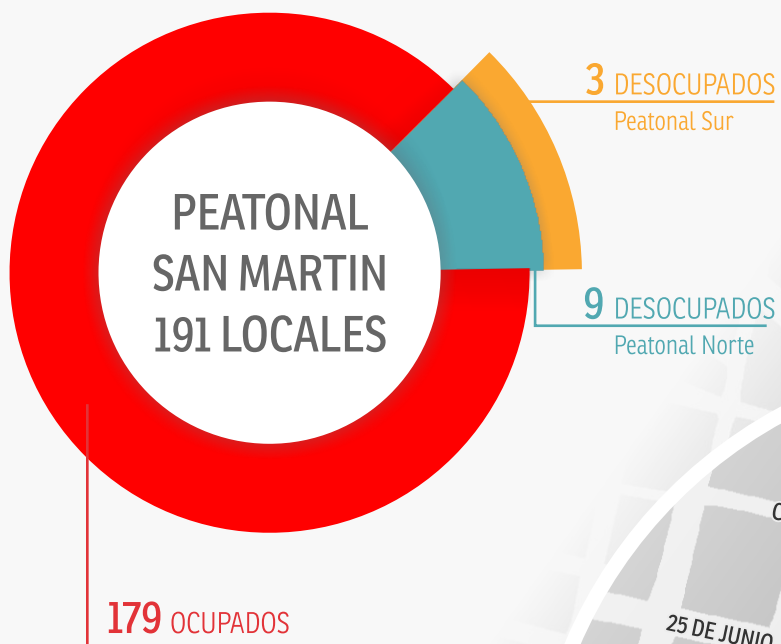 PEATONAL
SAN MARTIN
191 LOCALES
3 DESOCUPADOS
Peatonal Sur
9 DESOCUPADOS
Peatonal Norte
179 OCUPADOS
25 DE JUNIO